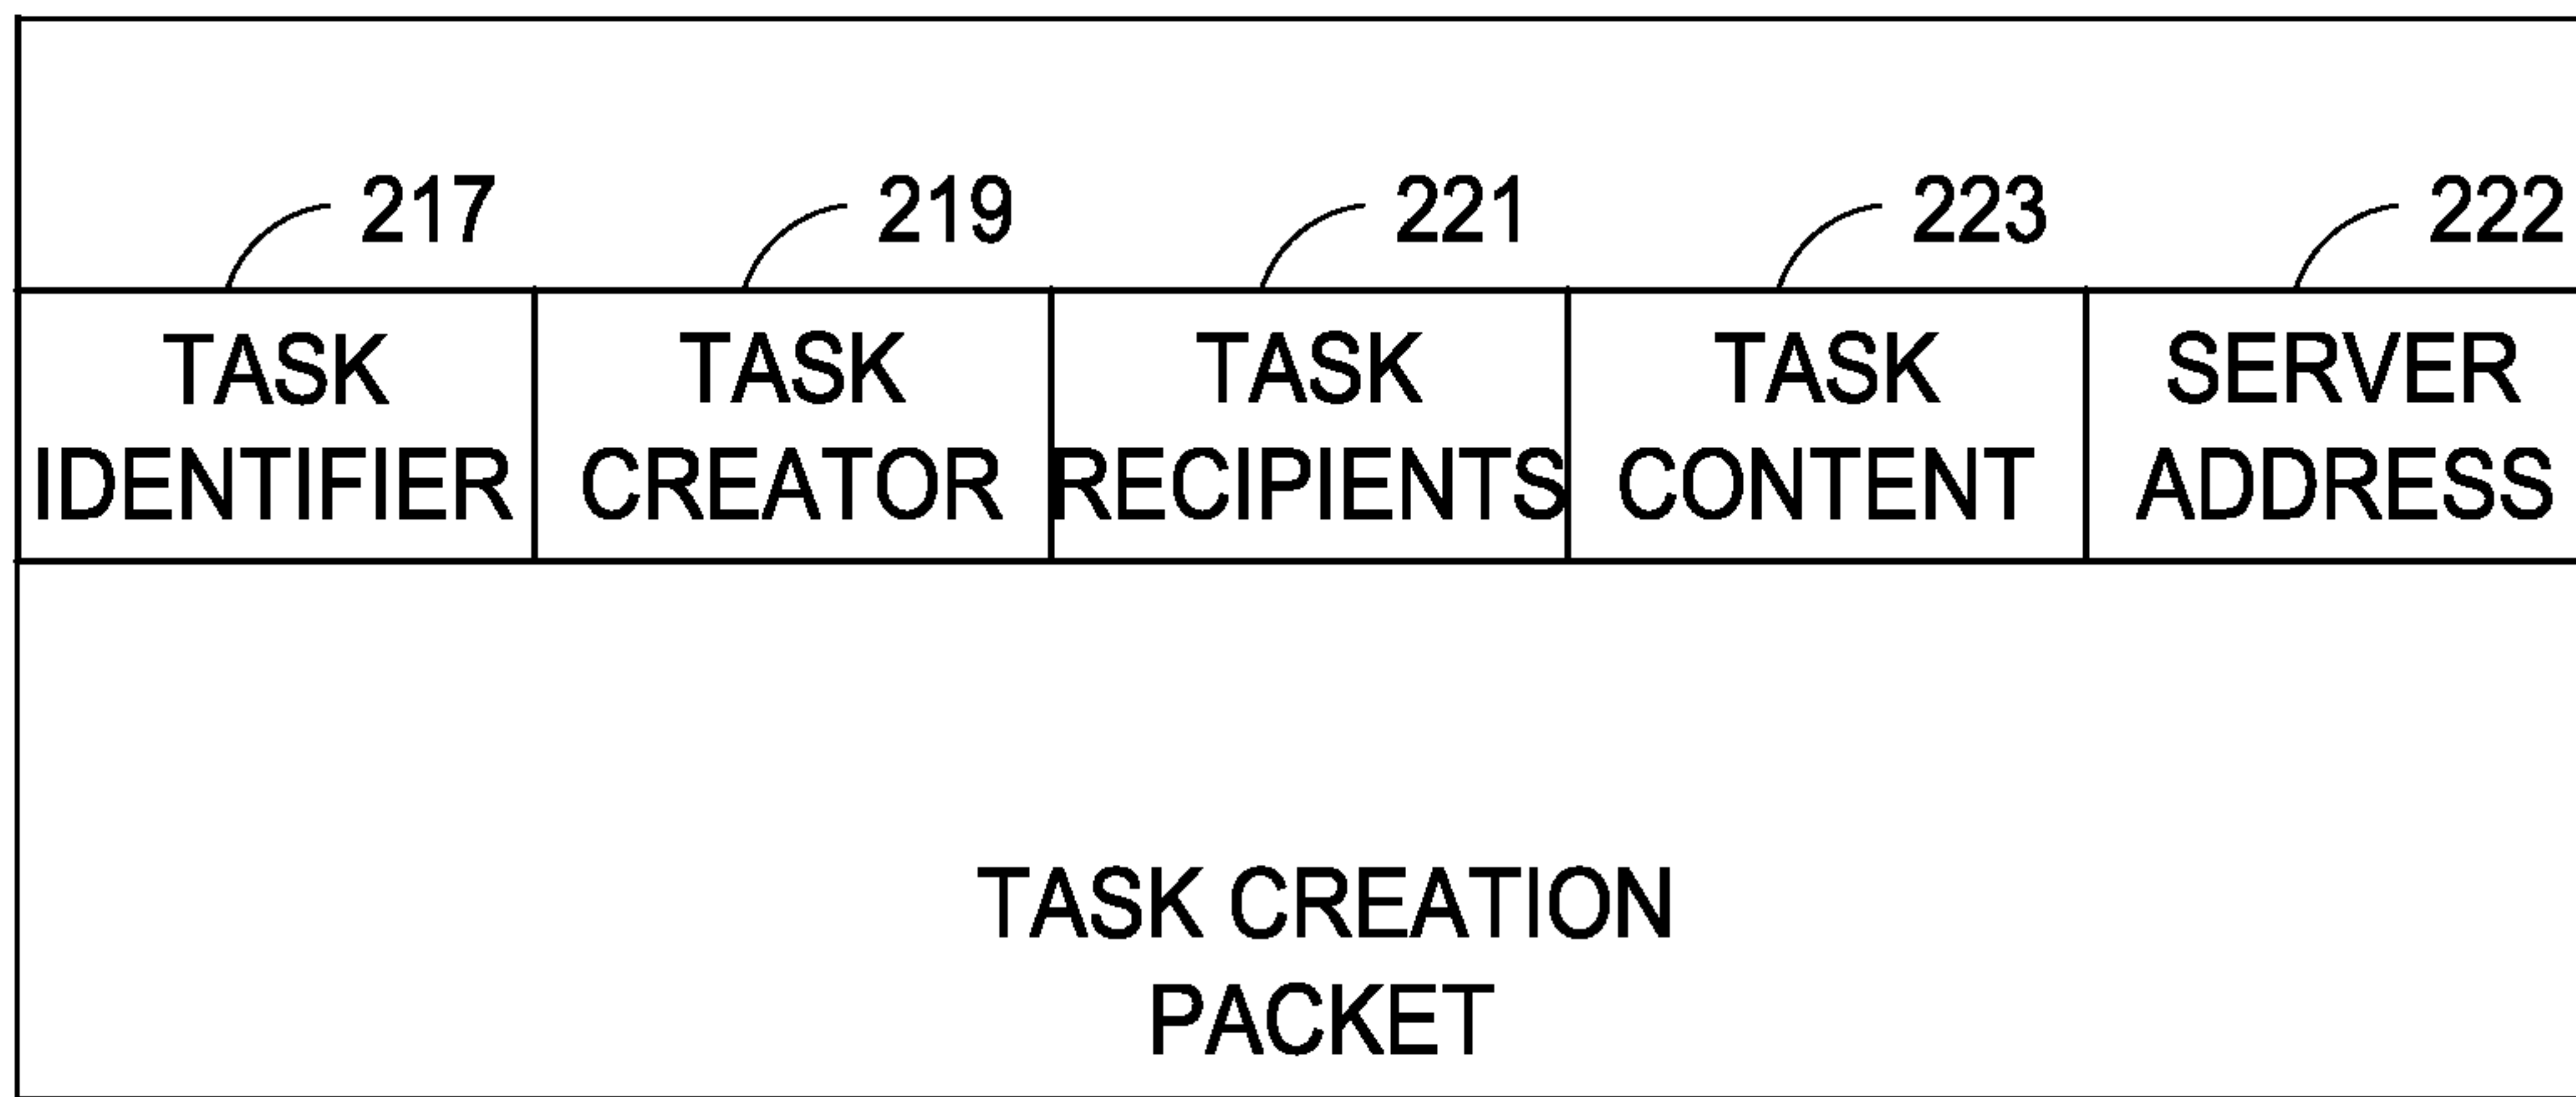 217 219 221 223 222
TASK TASK TASK TASK SERVER
IDENTIFIER CREATOR RECIPIENTS CONTENT ADDRESS
TASK CREATION
PACKET